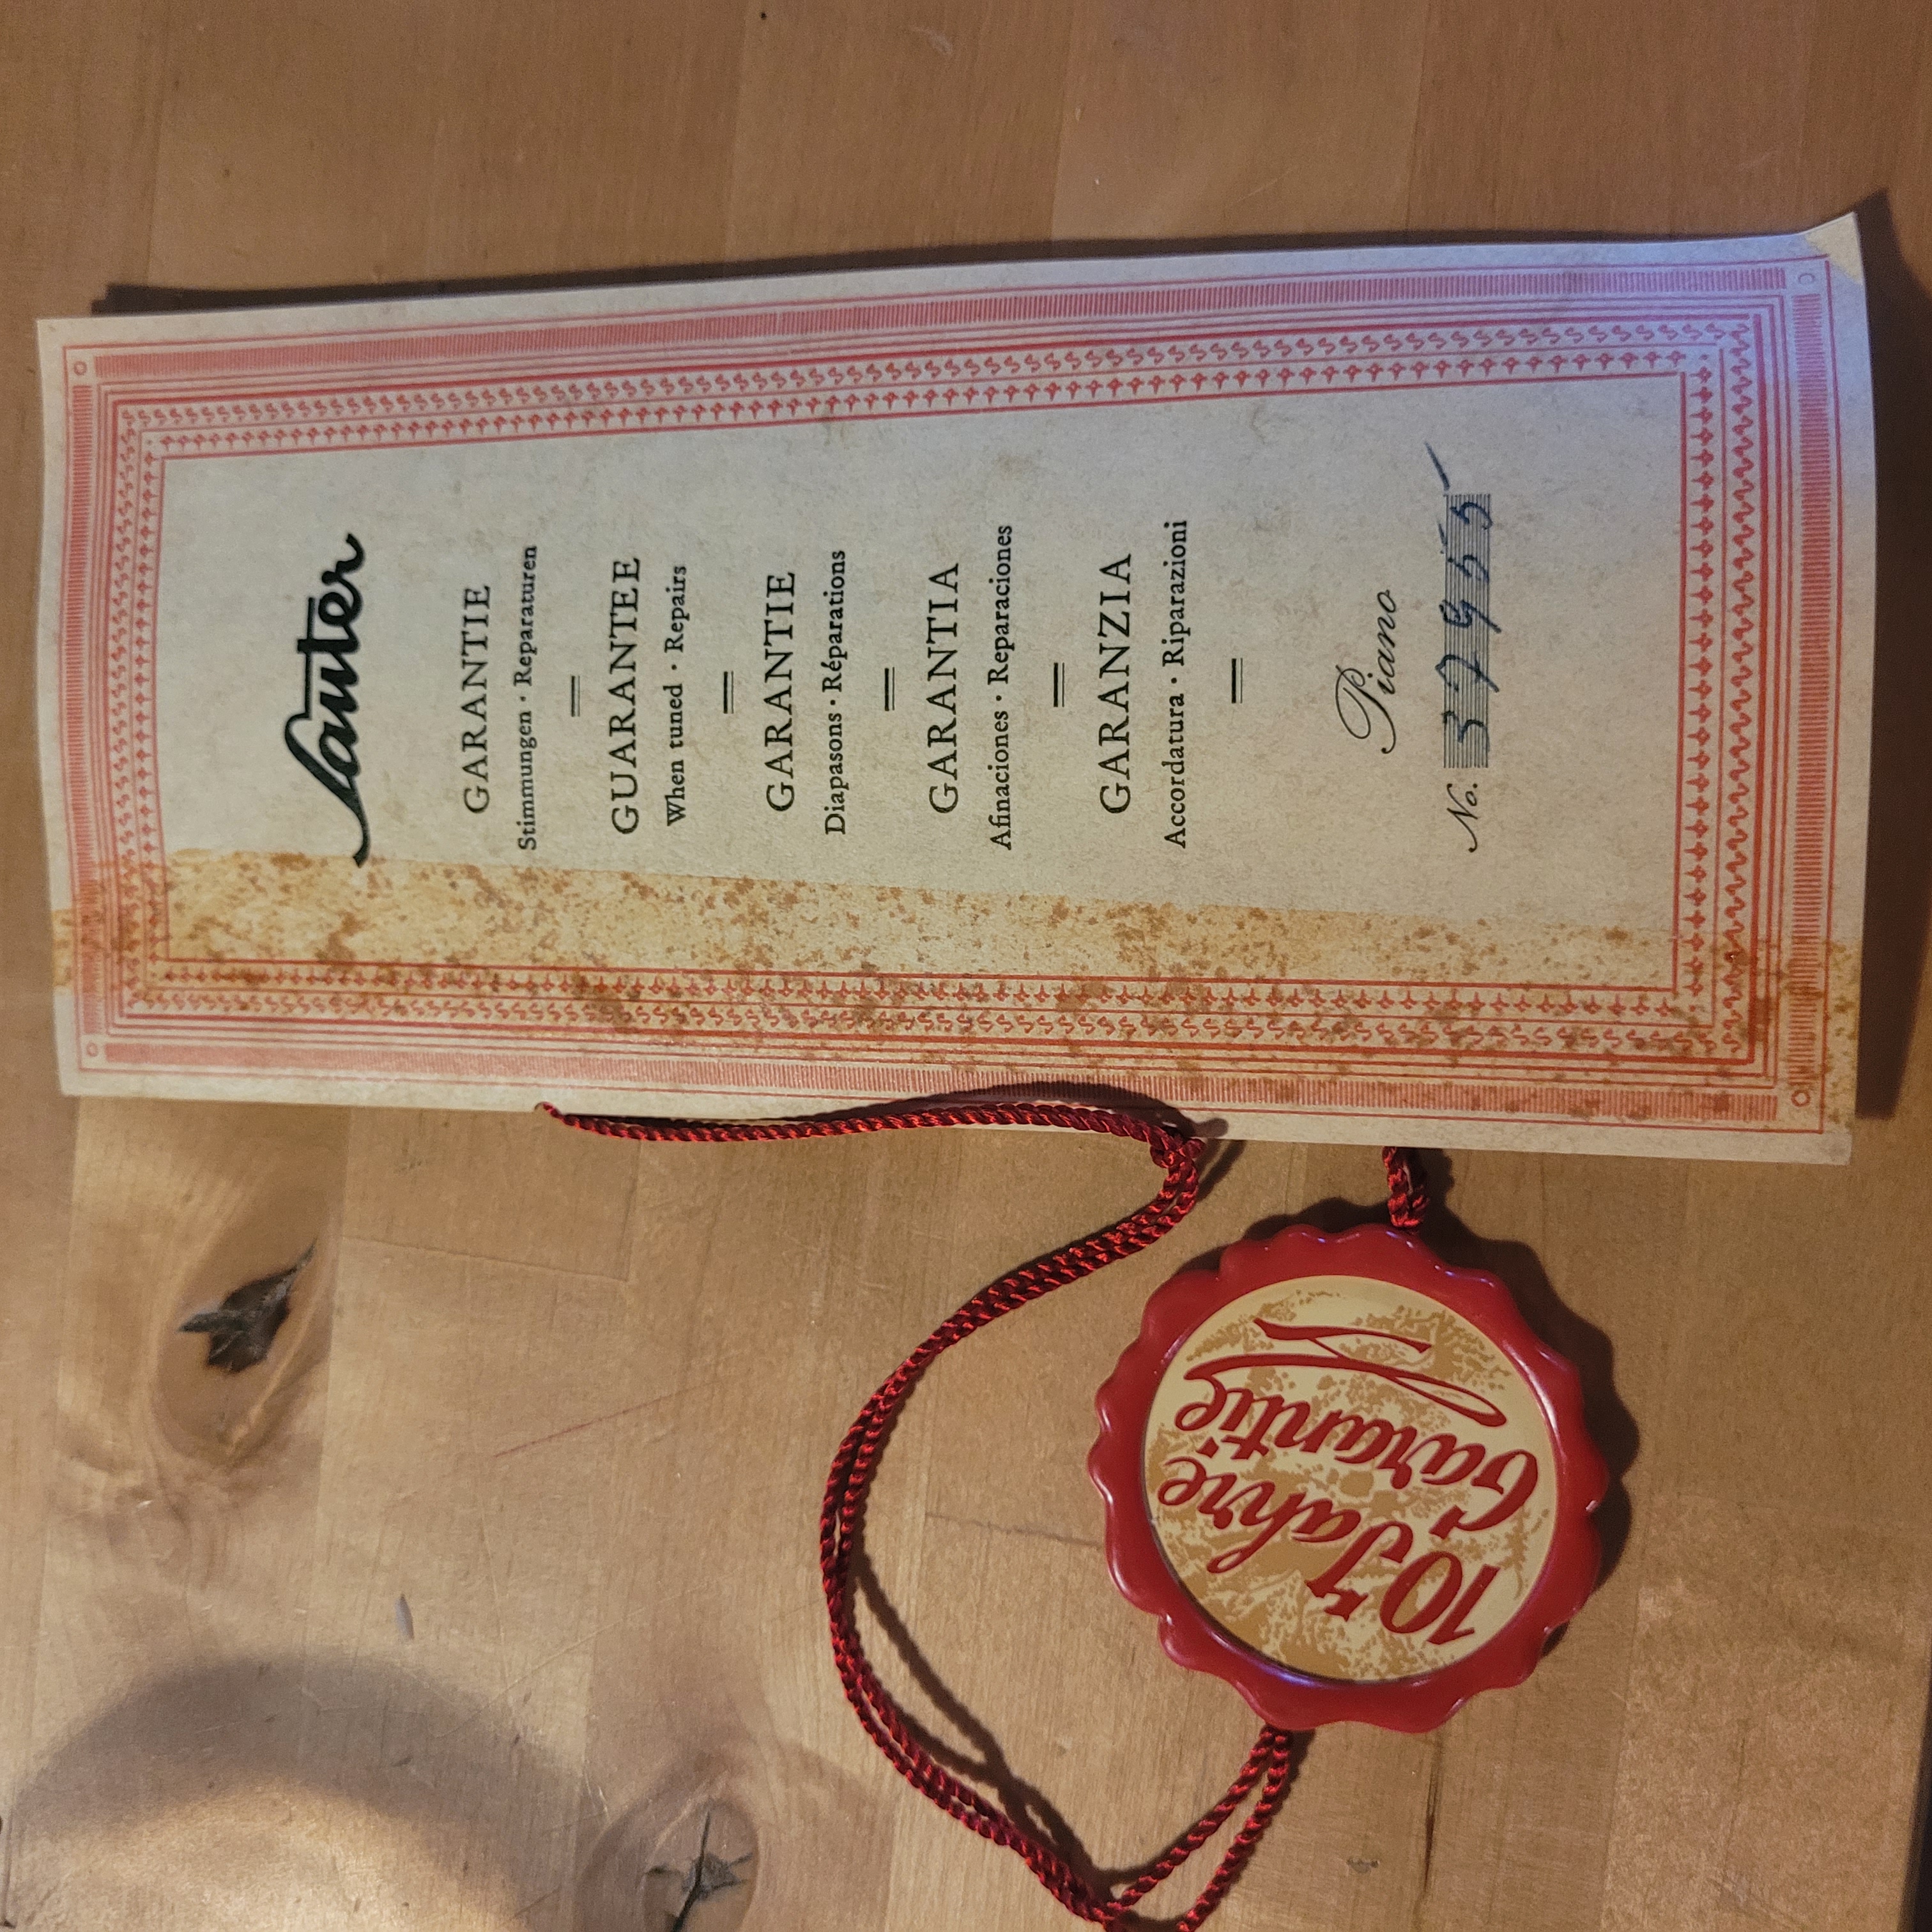 Sauter
GARANTIE
Stimmungen · Reparaturen
GUARANTEE
When tuned · Repairs
GARANTIE
Diapasons · Réparations
GARANTIA
Afinaciones · Reparaciones
GARANZIA
Accordatura · Riparazioni
Piano
No. 37955
10 Jahre
Garantie